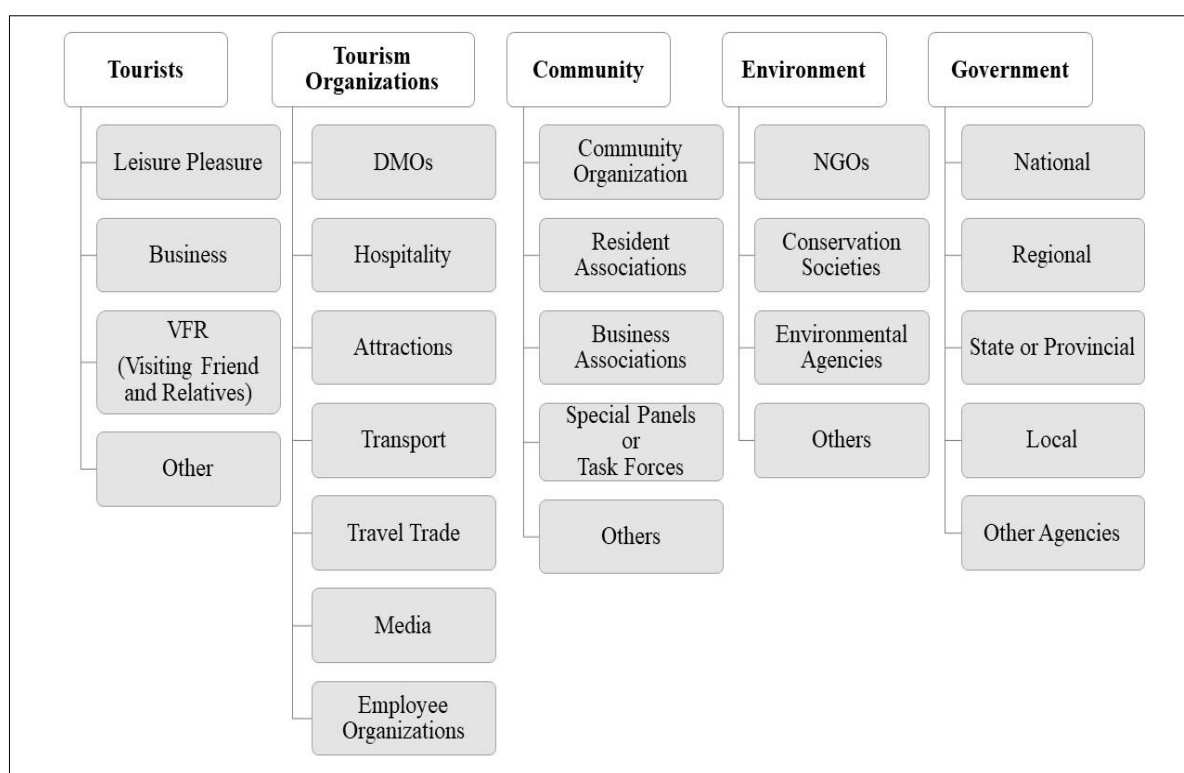 Tourists
Leisure Pleasure
Business
VFR
(Visiting Friend
and Relatives)
Other
Tourism
Organizations
DMOs
Hospitality
Attractions
Transport
Travel Trade
Media
Employee
Organizations
Community
Community
Organization
Resident
Associations
Business
Associations
Special Panels
or
Task Forces
Others
Environment
NGOs
Conservation
Societies
Environmental
Agencies
Others
Government
National
Regional
State or Provincial
Local
Other Agencies